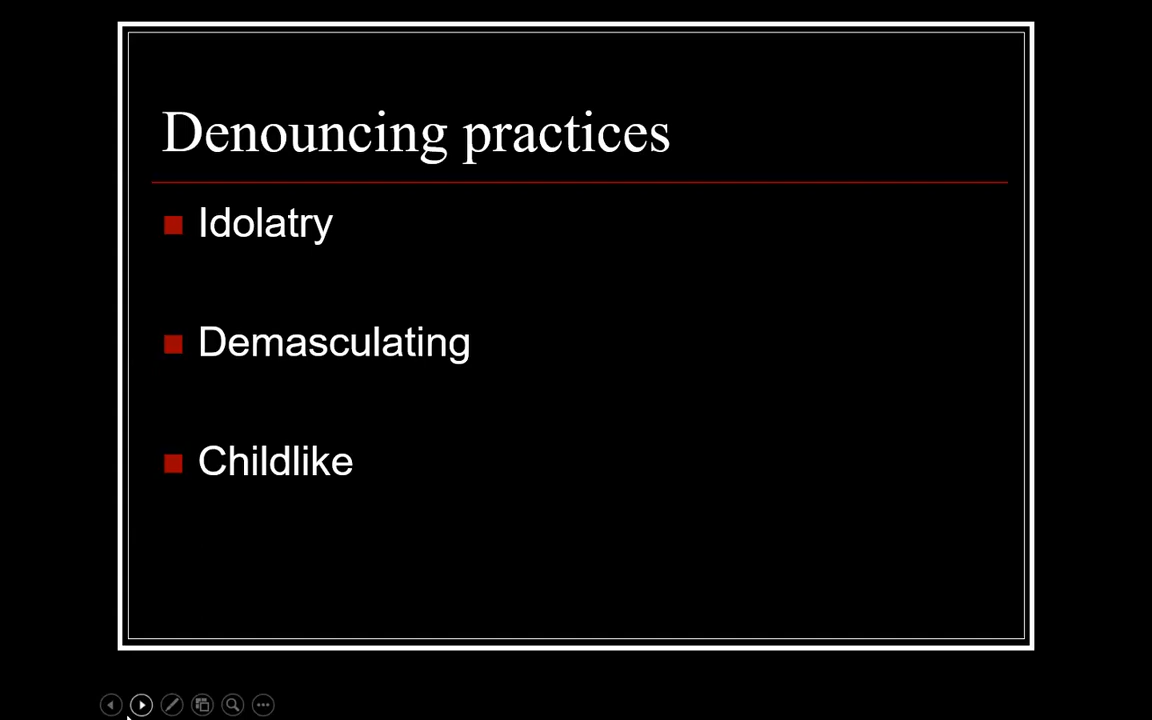 Denouncing practices
Idolatry
Demasculating
Childlike